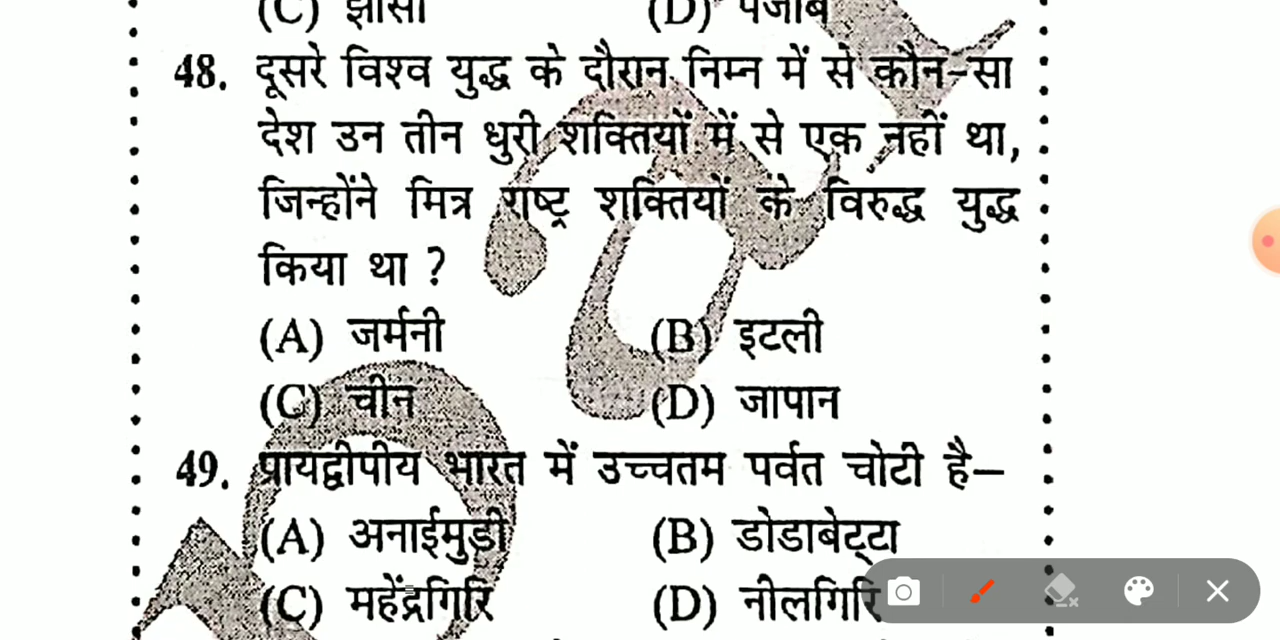 (C) झाँसी (D) पंजाब
48. दूसरे विश्व युद्ध के दौरान निम्न में से कौन-सा
देश उन तीन धुरी शक्तियों में से एक नहीं था,
जिन्होंने मित्र राष्ट्र शक्तियों के विरुद्ध युद्ध
किया था ?
(A) जर्मनी (B) इटली
(C) चीन (D) जापान
49. प्रायद्वीपीय भारत में उच्चतम पर्वत चोटी है–
(A) अनाईमुडी (B) डोडाबेट्टा
(C) महेंद्रगिरि (D) नीलगिरि